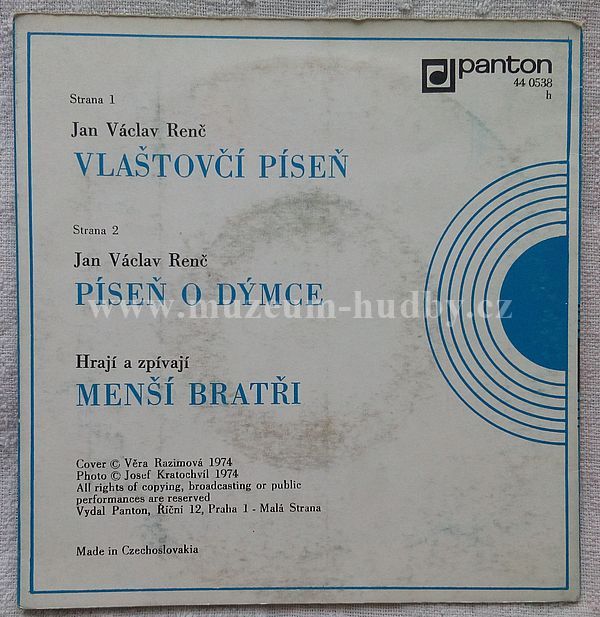 panton
44 0538
h
Strana 1
Jan Václav Renč
VLAŠTOVČÍ PÍSEŇ
Strana 2
Jan Václav Renč
PÍSEŇ O DÝMCE
www.muzeum-hudby.cz
Hrají a zpívají
MENŠÍ BRATŘI
Cover © Věra Razimová 1974
Photo © Josef Kratochvíl 1974
All rights of copying, broadcasting or public
performances are reserved
Vydal Panton, Říční 12, Praha 1 - Malá Strana
Made in Czechoslovakia